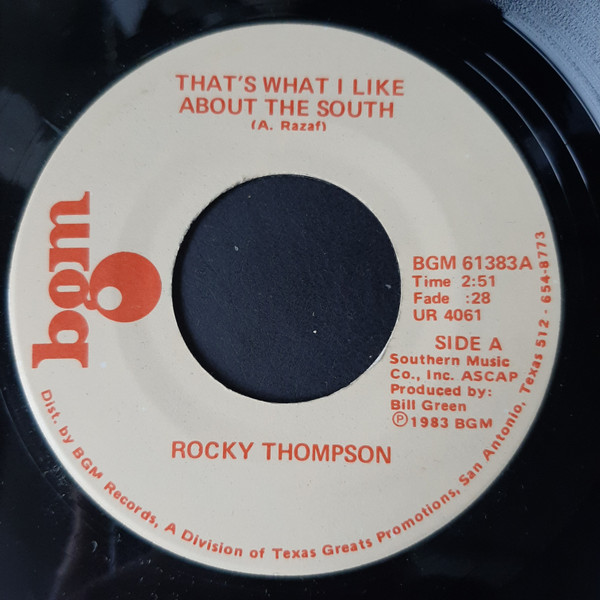 THAT'S WHAT I LIKE
ABOUT THE SOUTH
(A. Razaf)
bgm
BGM 61383A
Time 2:51
Fade :28
UR 4061
SIDE A
Southern Music
Co., Inc. ASCAP
Produced by:
Bill Green
Ⓟ1983 BGM
ROCKY THOMPSON
Dist. by BGM Records, A Division of Texas Greats Promotions, San Antonio, Texas 512 - 654-8773